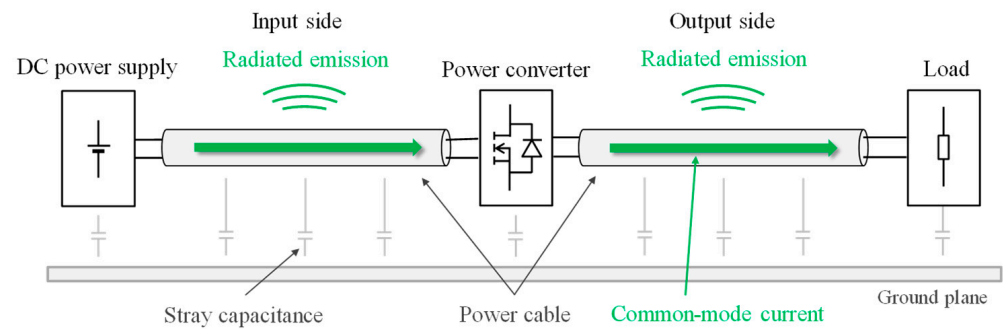 Input side
Output side
Radiated emission
Radiated emission
DC power supply
Power converter
Load
Ground plane
Stray capacitance
Power cable
Common-mode current